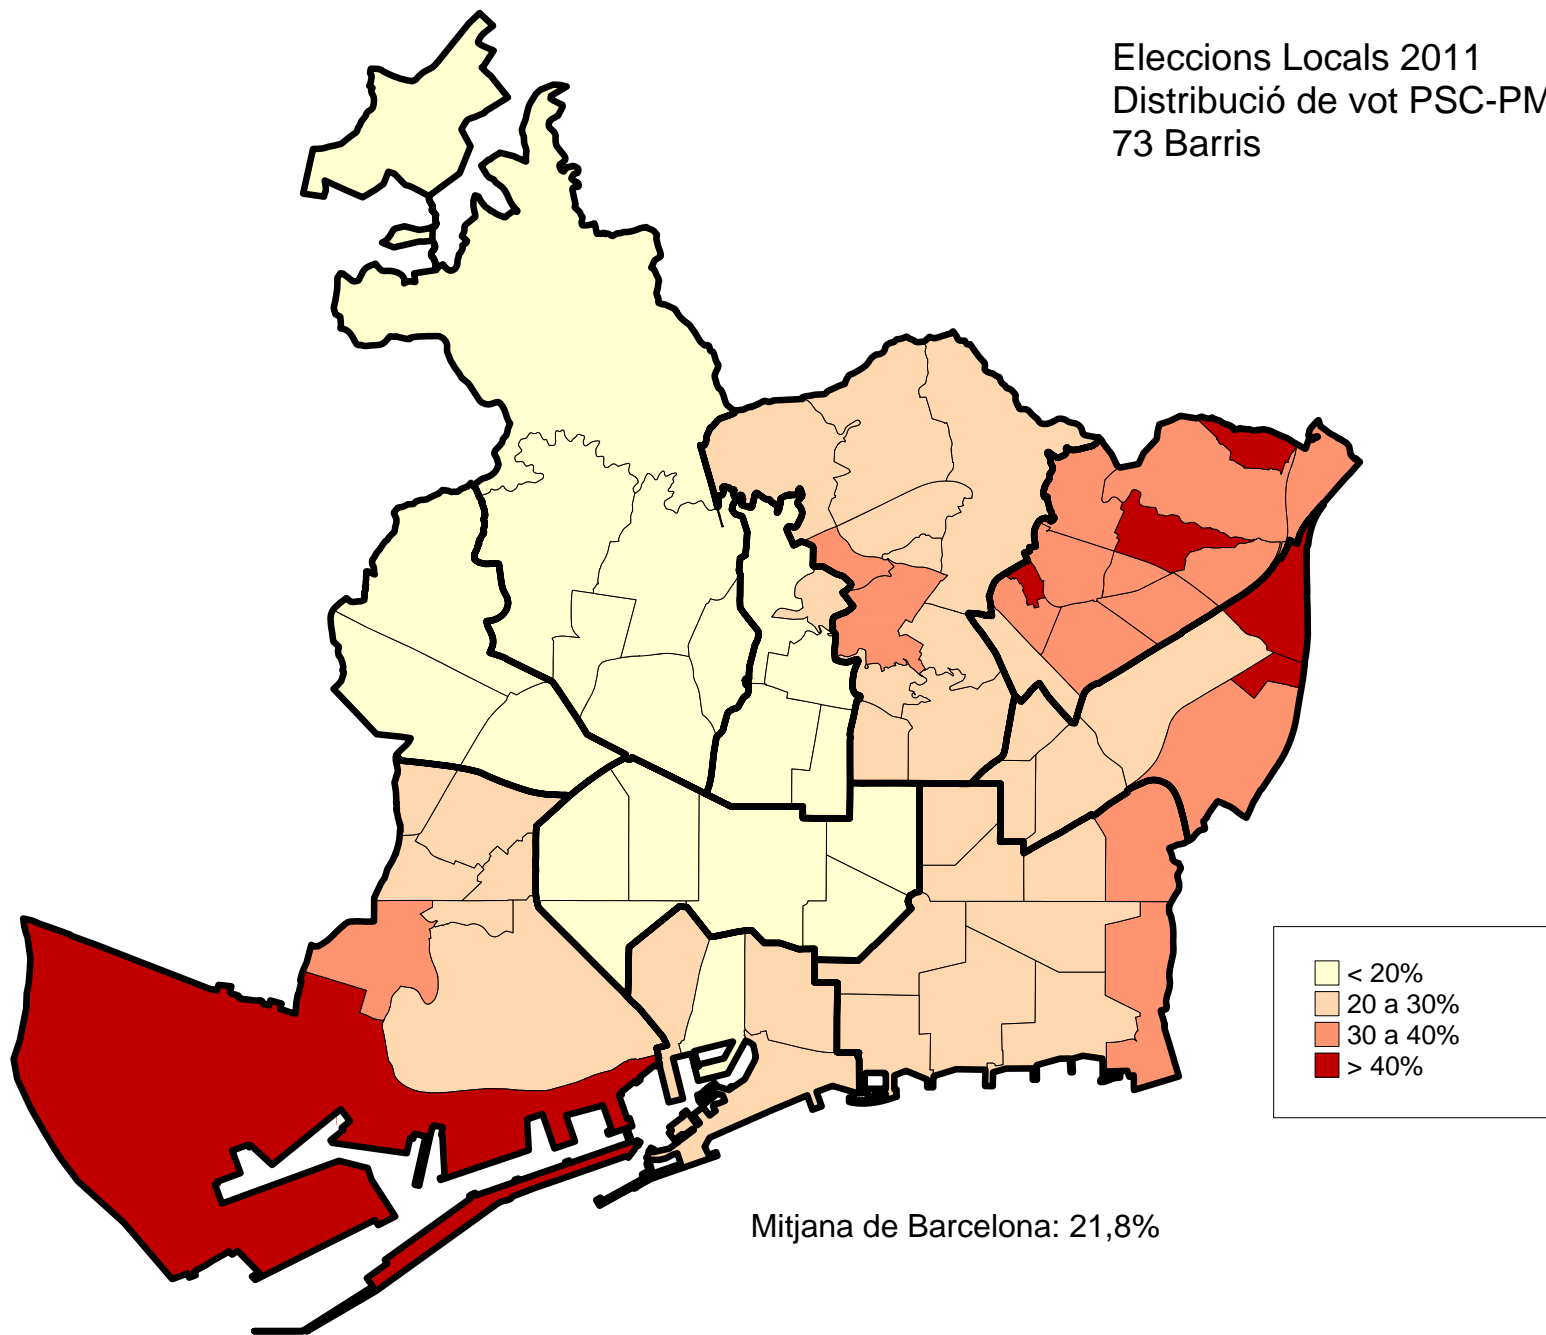 Eleccions Locals 2011
Distribució de vot PSC-PM
73 Barris
< 20%
20 a 30%
30 a 40%
> 40%
Mitjana de Barcelona: 21,8%